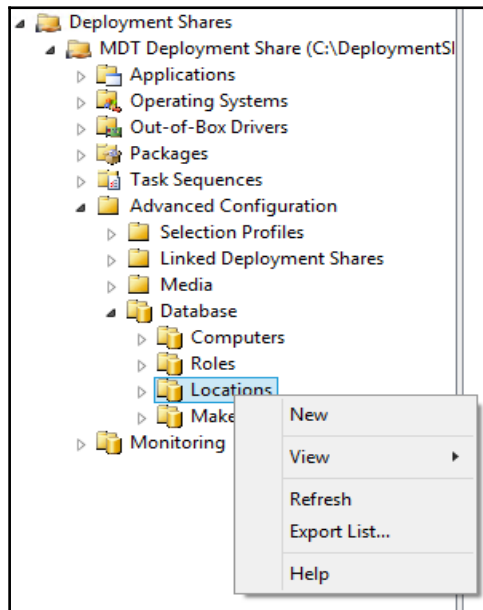 Deployment Shares
MDT Deployment Share (C:\DeploymentSl
Applications
Operating Systems
Out-of-Box Drivers
Packages
Task Sequences
Advanced Configuration
Selection Profiles
Linked Deployment Shares
Media
Database
Computers
Roles
Locations
Make
Monitoring
New
View
Refresh
Export List...
Help